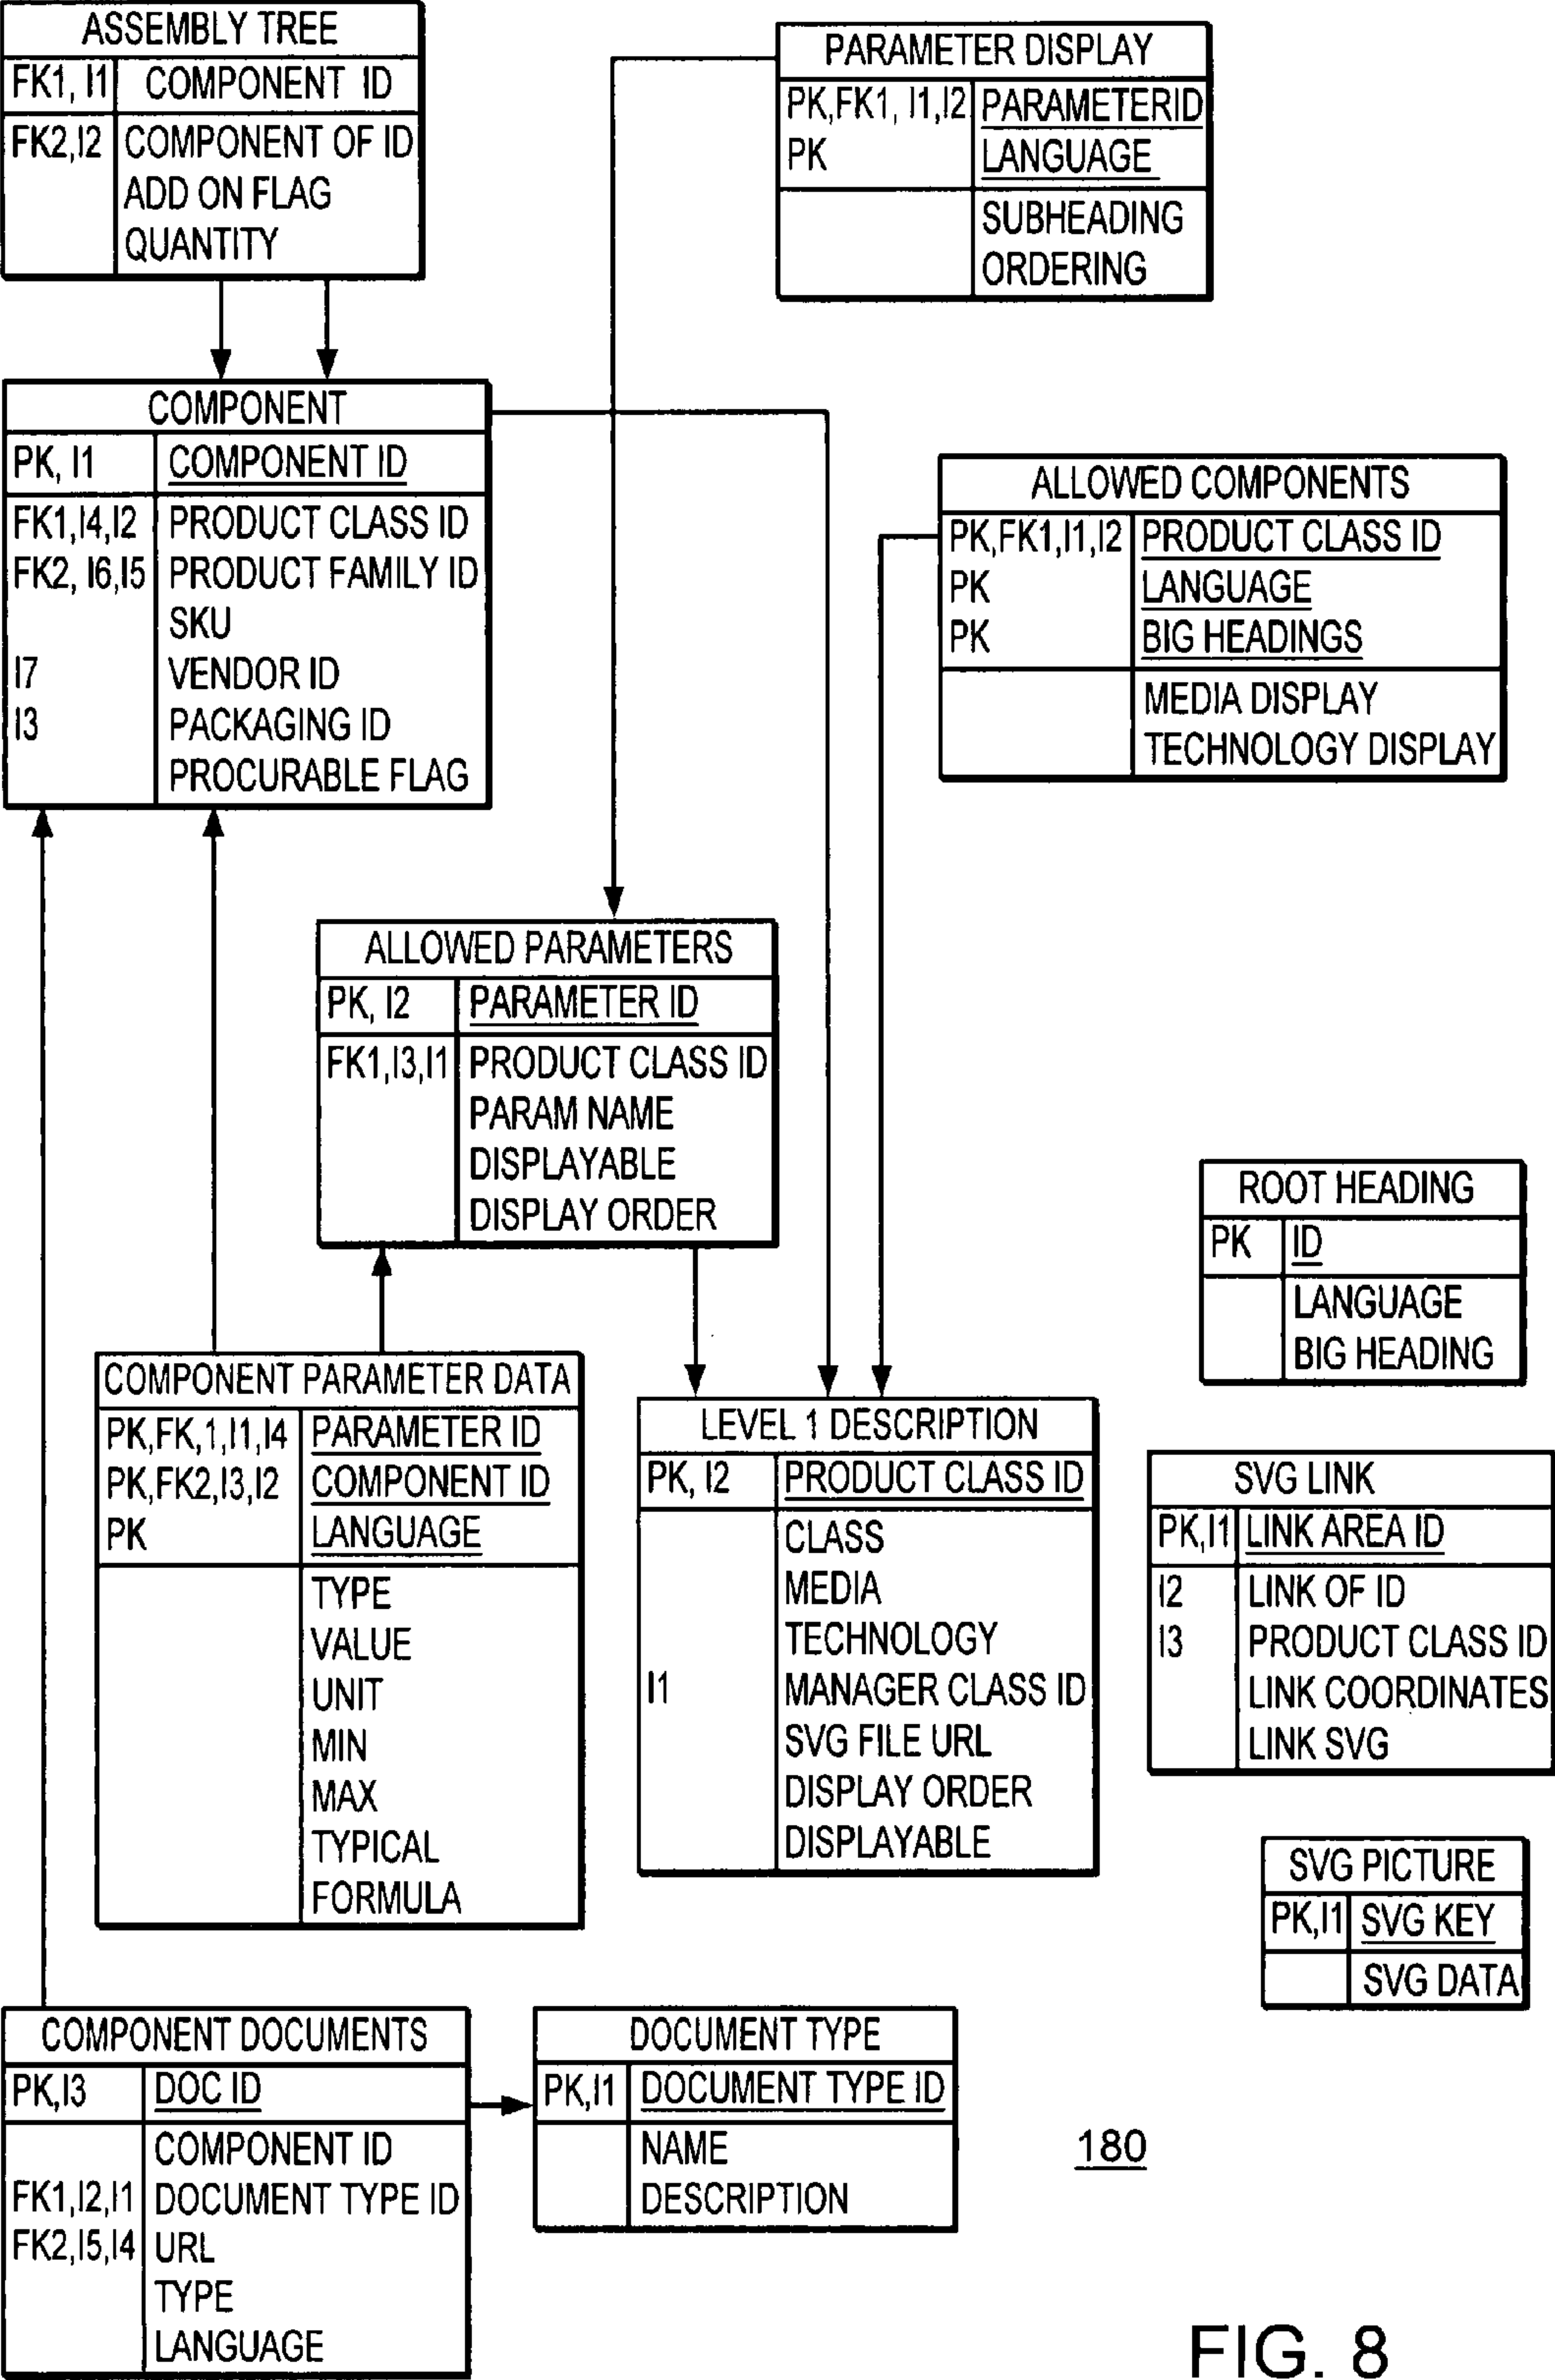 ASSEMBLY TREE
FK1, I1 COMPONENT ID
FK2,I2 COMPONENT OF ID
ADD ON FLAG
QUANTITY
PARAMETER DISPLAY
PK,FK1, I1,I2 PARAMETERID
PK LANGUAGE
SUBHEADING
ORDERING
COMPONENT
PK, I1 COMPONENT ID
FK1,I4,I2 PRODUCT CLASS ID
FK2, I6,I5 PRODUCT FAMILY ID
SKU
I7 VENDOR ID
I3 PACKAGING ID
PROCURABLE FLAG
ALLOWED COMPONENTS
PK,FK1,I1,I2 PRODUCT CLASS ID
PK LANGUAGE
PK BIG HEADINGS
MEDIA DISPLAY
TECHNOLOGY DISPLAY
ALLOWED PARAMETERS
PK, I2 PARAMETER ID
FK1,I3,I1 PRODUCT CLASS ID
PARAM NAME
DISPLAYABLE
DISPLAY ORDER
ROOT HEADING
PK ID
LANGUAGE
BIG HEADING
COMPONENT PARAMETER DATA
PK,FK,1,I1,I4 PARAMETER ID
PK,FK2,I3,I2 COMPONENT ID
PK LANGUAGE
TYPE
VALUE
UNIT
MIN
MAX
TYPICAL
FORMULA
LEVEL 1 DESCRIPTION
PK, I2 PRODUCT CLASS ID
CLASS
MEDIA
TECHNOLOGY
I1 MANAGER CLASS ID
SVG FILE URL
DISPLAY ORDER
DISPLAYABLE
SVG LINK
PK,I1 LINK AREA ID
I2 LINK OF ID
I3 PRODUCT CLASS ID
LINK COORDINATES
LINK SVG
SVG PICTURE
PK,I1 SVG KEY
SVG DATA
COMPONENT DOCUMENTS
PK,I3 DOC ID
COMPONENT ID
FK1,I2,I1 DOCUMENT TYPE ID
FK2,I5,I4 URL
TYPE
LANGUAGE
DOCUMENT TYPE
PK,I1 DOCUMENT TYPE ID
NAME
DESCRIPTION
180
FIG. 8